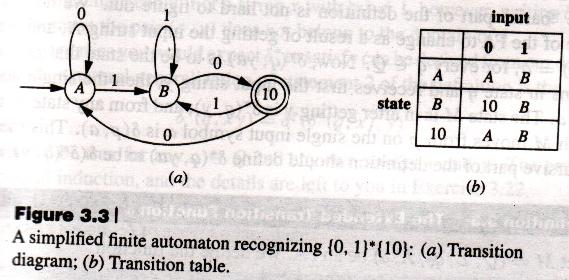 0
1
0
A
1
B
10
1
0
(a)
input
0 1
A A B
state B 10 B
10 A B
(b)
Figure 3.3 |
A simplified finite automaton recognizing {0, 1}*{10}: (a) Transition
diagram; (b) Transition table.